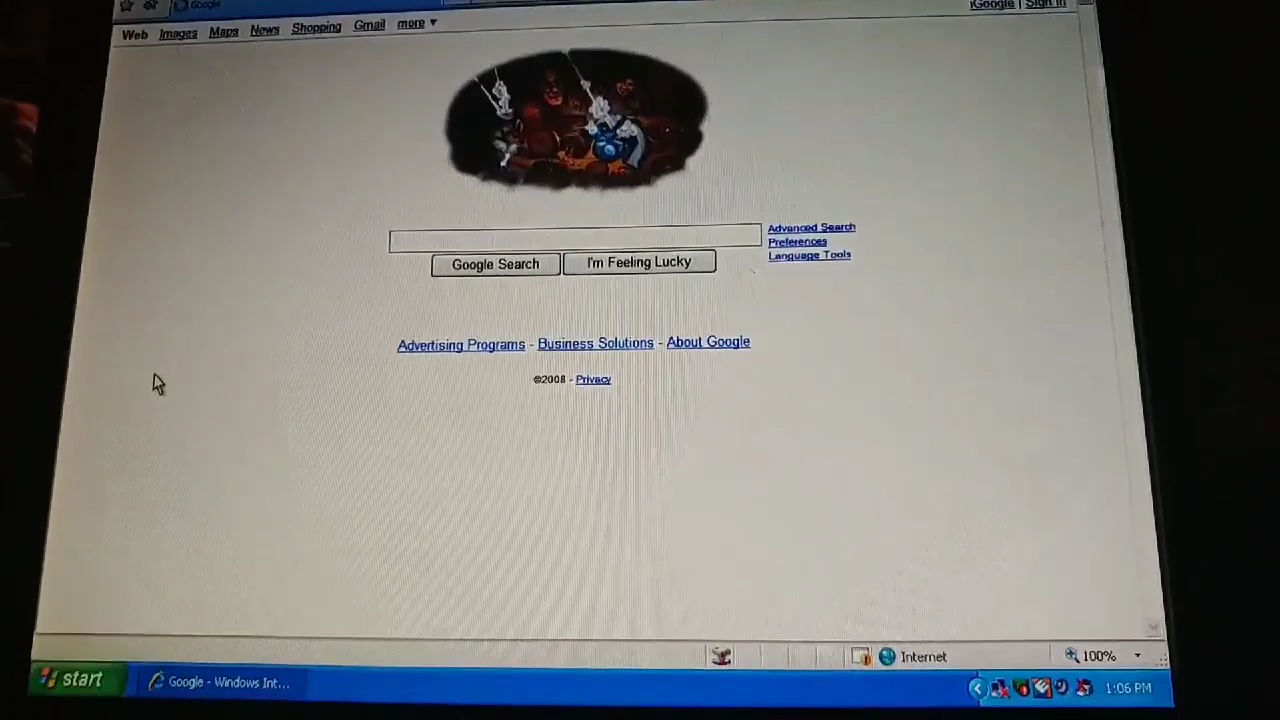 Google
iGoogle | Sign in
Web Images Maps News Shopping Gmail more ▼
Advanced Search
Preferences
Language Tools
Google Search I'm Feeling Lucky
Advertising Programs - Business Solutions - About Google
©2008 - Privacy
Internet 100%
start Google - Windows Int... 1:06 PM